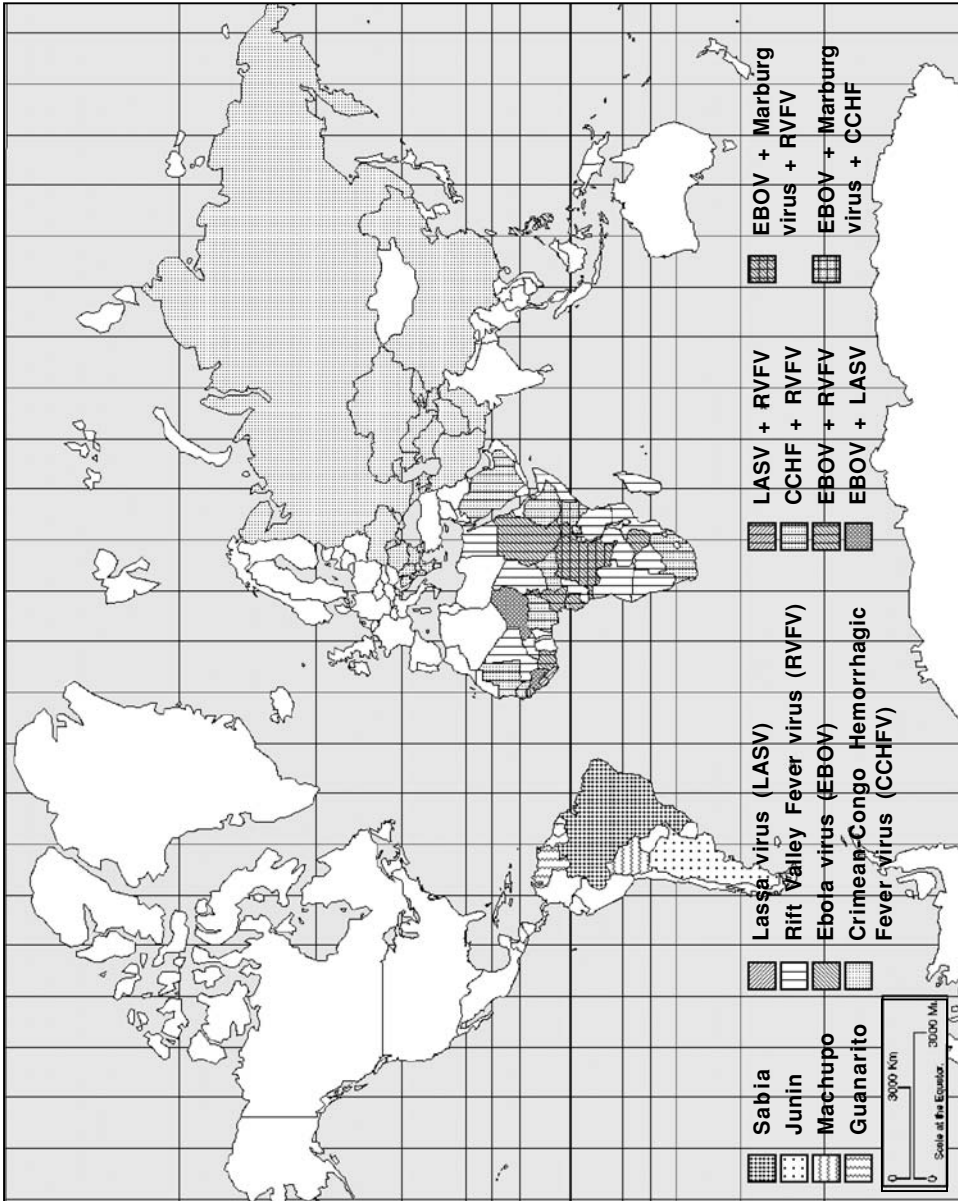 Sabia
Junin
Machupo
Guanarito
Lassa virus (LASV)
Rift Valley Fever virus (RVFV)
Ebola virus (EBOV)
Crimean-Congo Hemorrhagic
Fever virus (CCHFV)
LASV + RVFV
CCHF + RVFV
EBOV + RVFV
EBOV + LASV
EBOV + Marburg
virus + RVFV
EBOV + Marburg
virus + CCHF
0 3000 Km
0 3000 Mi.
Scale at the Equator.